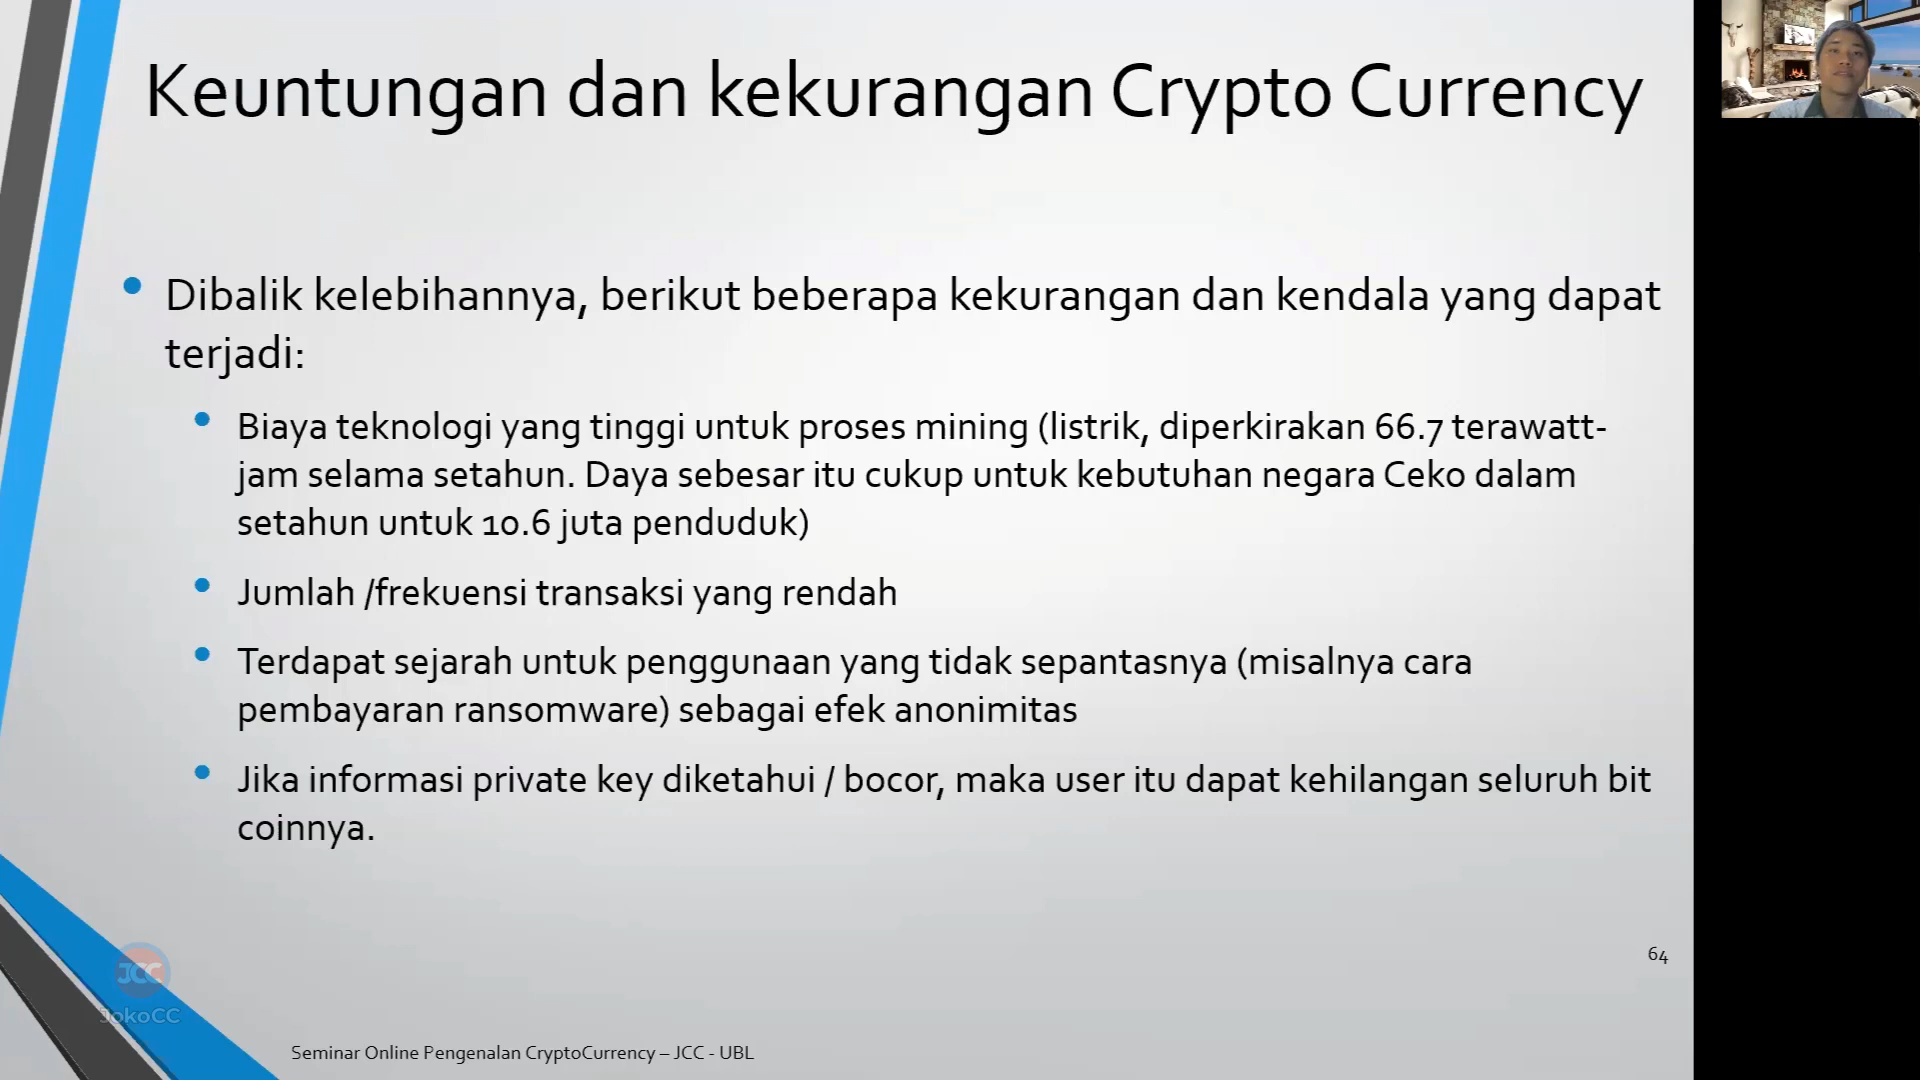 Keuntungan dan kekurangan Crypto Currency
Dibalik kelebihannya, berikut beberapa kekurangan dan kendala yang dapat
terjadi:
Biaya teknologi yang tinggi untuk proses mining (listrik, diperkirakan 66.7 terawatt-
jam selama setahun. Daya sebesar itu cukup untuk kebutuhan negara Ceko dalam
setahun untuk 10.6 juta penduduk)
Jumlah /frekuensi transaksi yang rendah
Terdapat sejarah untuk penggunaan yang tidak sepantasnya (misalnya cara
pembayaran ransomware) sebagai efek anonimitas
Jika informasi private key diketahui / bocor, maka user itu dapat kehilangan seluruh bit
coinnya.
64
JCC
JokoCC
Seminar Online Pengenalan CryptoCurrency – JCC - UBL